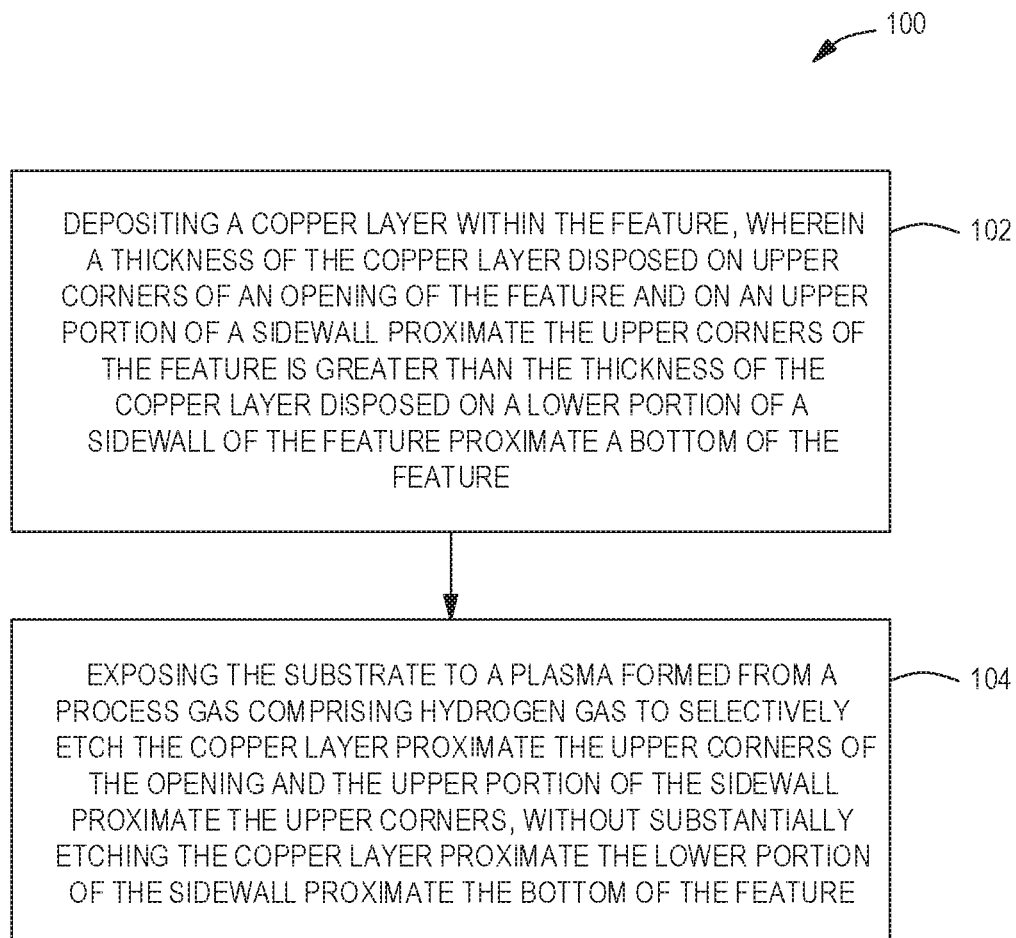 100
DEPOSITING A COPPER LAYER WITHIN THE FEATURE, WHEREIN
A THICKNESS OF THE COPPER LAYER DISPOSED ON UPPER
CORNERS OF AN OPENING OF THE FEATURE AND ON AN UPPER
PORTION OF A SIDEWALL PROXIMATE THE UPPER CORNERS OF
THE FEATURE IS GREATER THAN THE THICKNESS OF THE
COPPER LAYER DISPOSED ON A LOWER PORTION OF A
SIDEWALL OF THE FEATURE PROXIMATE A BOTTOM OF THE
FEATURE
102
EXPOSING THE SUBSTRATE TO A PLASMA FORMED FROM A
PROCESS GAS COMPRISING HYDROGEN GAS TO SELECTIVELY
ETCH THE COPPER LAYER PROXIMATE THE UPPER CORNERS OF
THE OPENING AND THE UPPER PORTION OF THE SIDEWALL
PROXIMATE THE UPPER CORNERS, WITHOUT SUBSTANTIALLY
ETCHING THE COPPER LAYER PROXIMATE THE LOWER PORTION
OF THE SIDEWALL PROXIMATE THE BOTTOM OF THE FEATURE
104